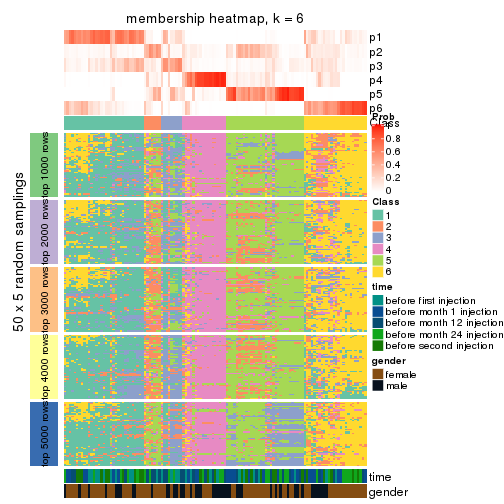 membership heatmap, k = 6
p1
p2
p3
p4
p5
p6
Class
Prob
1
0.8
0.6
0.4
0.2
0
Class
1
2
3
4
5
6
time
before first injection
before month 1 injection
before month 12 injection
before month 24 injection
before second injection
gender
female
male
50 x 5 random samplings
top 1000 rows
top 2000 rows
top 3000 rows
top 4000 rows
top 5000 rows
time
gender